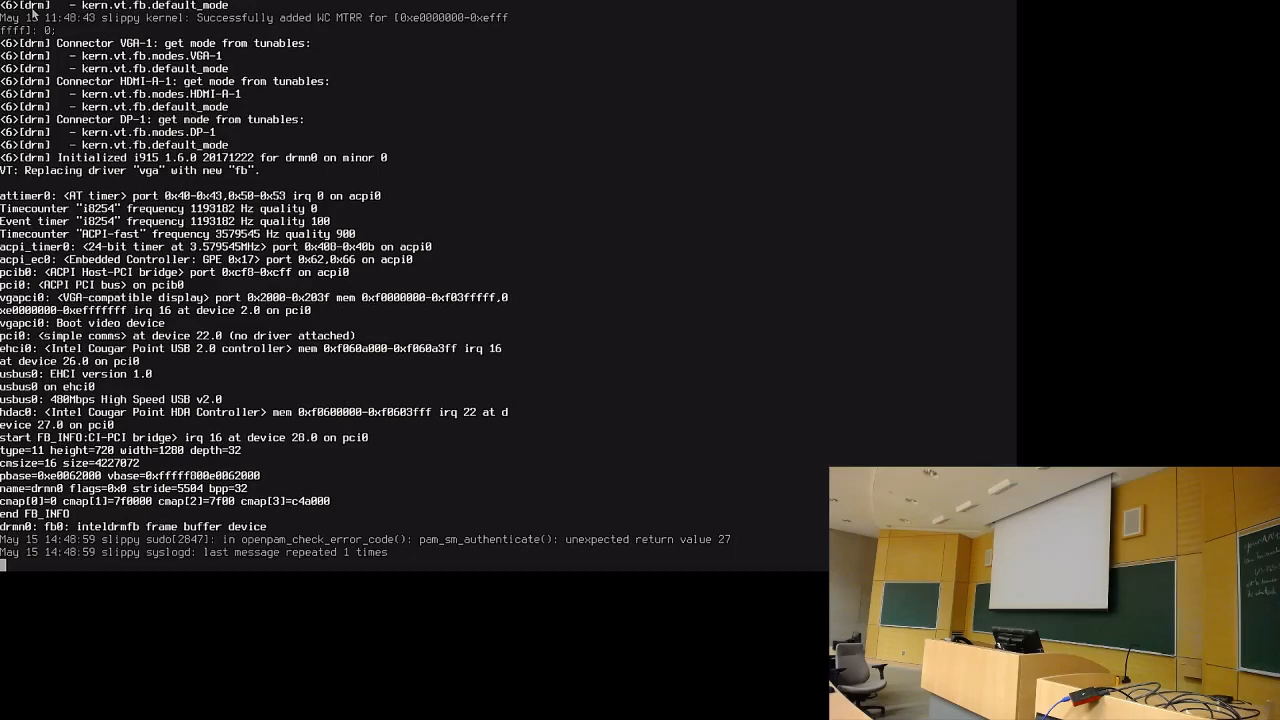 <6>[drm]   - kern.vt.fb.default_mode
May 15 11:48:43 slippy kernel: Successfully added WC MTRR for [0xe0000000-0xefff
ffff]: 0;
<6>[drm] Connector VGA-1: get mode from tunables:
<6>[drm]   - kern.vt.fb.modes.VGA-1
<6>[drm]   - kern.vt.fb.default_mode
<6>[drm] Connector HDMI-A-1: get mode from tunables:
<6>[drm]   - kern.vt.fb.modes.HDMI-A-1
<6>[drm]   - kern.vt.fb.default_mode
<6>[drm] Connector DP-1: get mode from tunables:
<6>[drm]   - kern.vt.fb.modes.DP-1
<6>[drm]   - kern.vt.fb.default_mode
<6>[drm] Initialized i915 1.6.0 20171222 for drmn0 on minor 0
VT: Replacing driver "vga" with new "fb".
attimer0: <AT timer> port 0x40-0x43,0x50-0x53 irq 0 on acpi0
Timecounter "i8254" frequency 1193182 Hz quality 0
Event timer "i8254" frequency 1193182 Hz quality 100
Timecounter "ACPI-fast" frequency 3579545 Hz quality 900
acpi_timer0: <24-bit timer at 3.579545MHz> port 0x408-0x40b on acpi0
acpi_ec0: <Embedded Controller: GPE 0x17> port 0x62,0x66 on acpi0
pcib0: <ACPI Host-PCI bridge> port 0xcf8-0xcff on acpi0
pci0: <ACPI PCI bus> on pcib0
vgapci0: <VGA-compatible display> port 0x2000-0x203f mem 0xf0000000-0xf03fffff,0
xe0000000-0xefffffff irq 16 at device 2.0 on pci0
vgapci0: Boot video device
pci0: <simple comms> at device 22.0 (no driver attached)
ehci0: <Intel Cougar Point USB 2.0 controller> mem 0xf060a000-0xf060a3ff irq 16
at device 26.0 on pci0
usbus0: EHCI version 1.0
usbus0 on ehci0
usbus0: 480Mbps High Speed USB v2.0
hdac0: <Intel Cougar Point HDA Controller> mem 0xf0600000-0xf0603fff irq 22 at d
evice 27.0 on pci0
start FB_INFO:CI-PCI bridge> irq 16 at device 28.0 on pci0
type=11 height=720 width=1280 depth=32
cmsize=16 size=4227072
pbase=0xe0062000 vbase=0xfffff800e0062000
name=drmn0 flags=0x0 stride=5504 bpp=32
cmap[0]=0 cmap[1]=7f0000 cmap[2]=7f00 cmap[3]=c4a000
end FB_INFO
drmn0: fb0: inteldrmfb frame buffer device
May 15 14:48:59 slippy sudo[2847]: in openpam_check_error_code(): pam_sm_authenticate(): unexpected return value 27
May 15 14:48:59 slippy syslogd: last message repeated 1 times